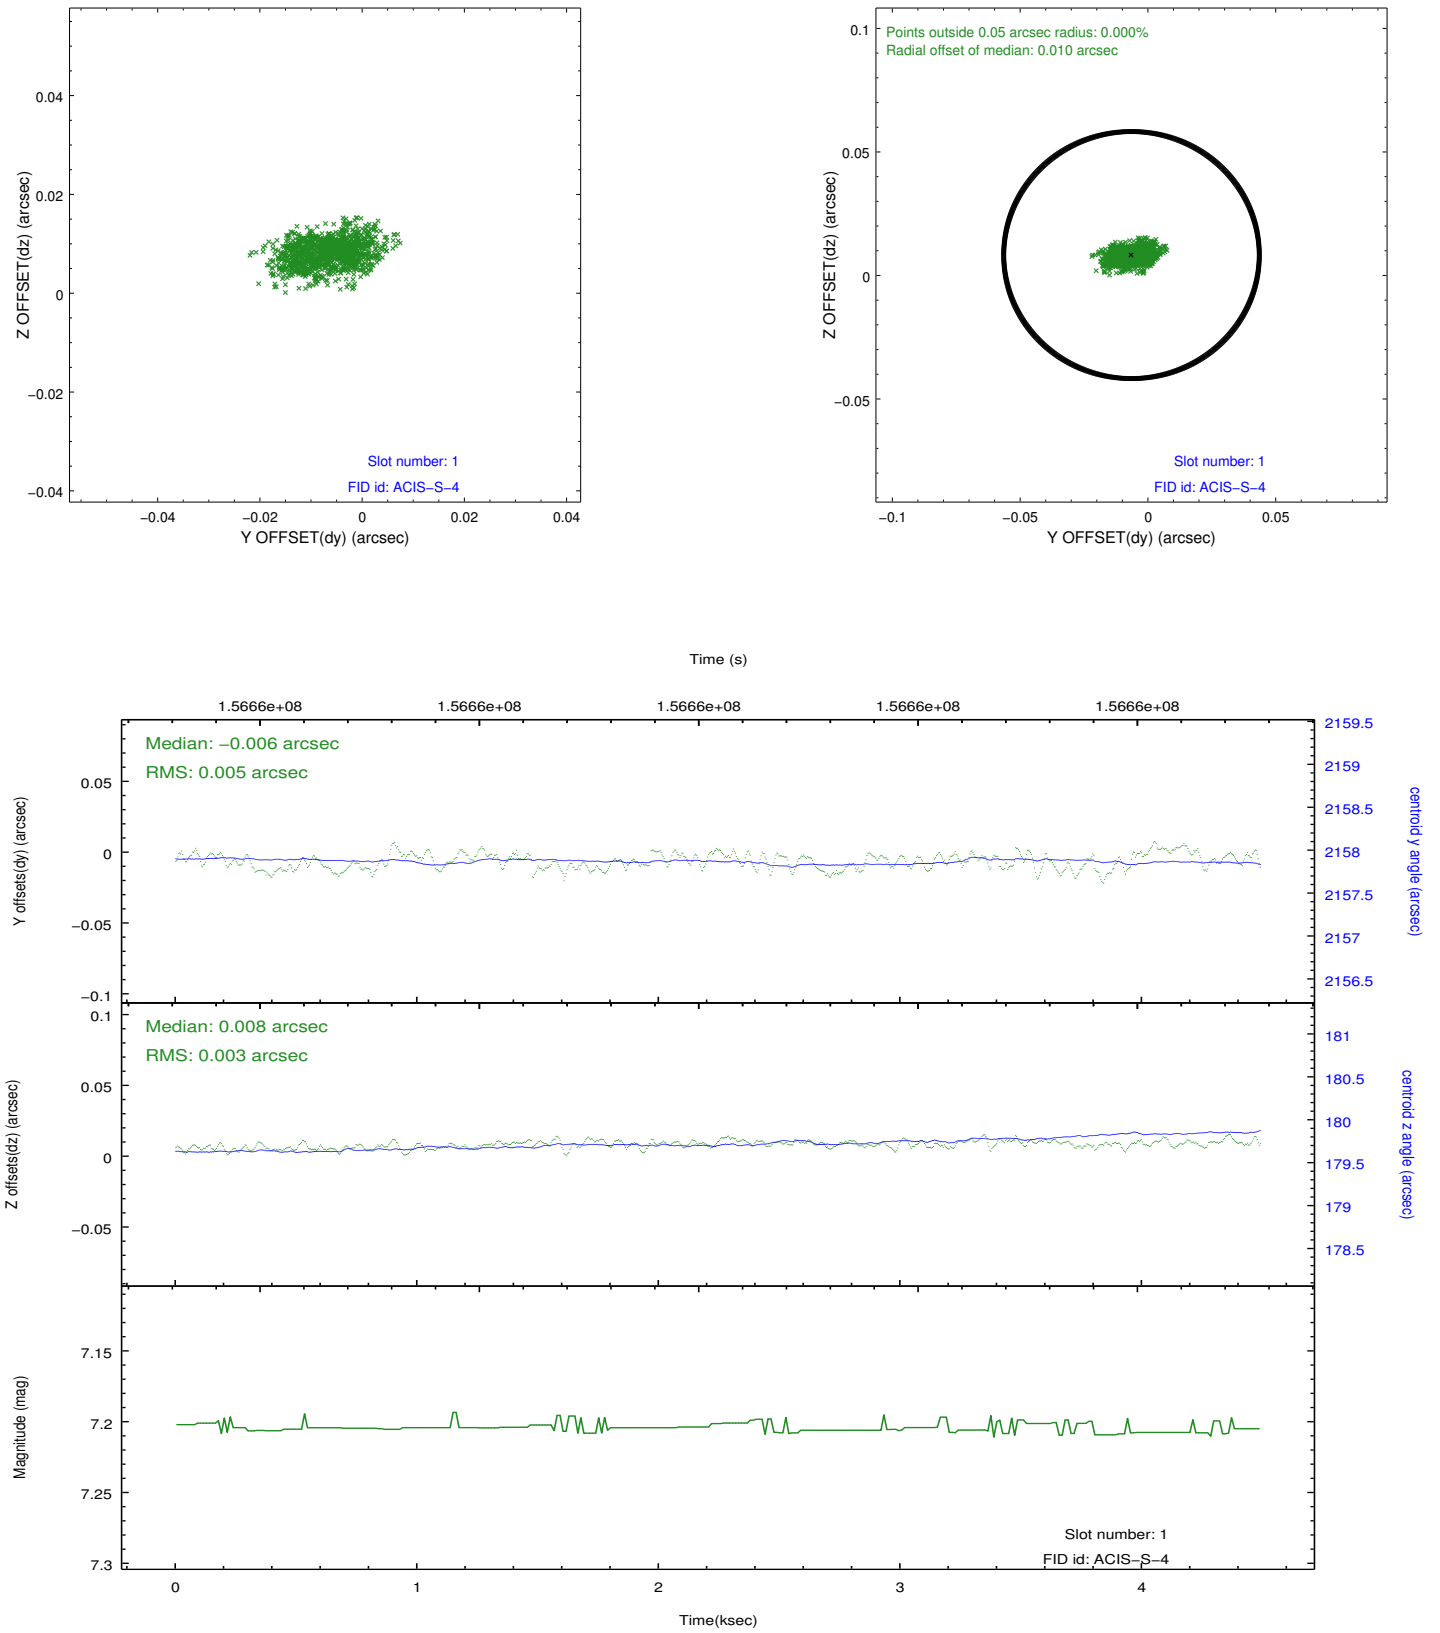 0.04
0.02
0
−0.02
−0.04
Z OFFSET(dz) (arcsec)
Slot number: 1
FID id: ACIS−S−4
−0.04
−0.02
0
0.02
0.04
Y OFFSET(dy) (arcsec)
Points outside 0.05 arcsec radius: 0.000%
Radial offset of median: 0.010 arcsec
0.1
0.05
0
−0.05
Z OFFSET(dz) (arcsec)
Slot number: 1
FID id: ACIS−S−4
−0.1
−0.05
0
0.05
Y OFFSET(dy) (arcsec)
Time (s)
1.5666e+08
1.5666e+08
1.5666e+08
1.5666e+08
1.5666e+08
Median: −0.006 arcsec
RMS: 0.005 arcsec
0.05
0
−0.05
−0.1
Y offsets(dy) (arcsec)
2159.5
2159
2158.5
2158
2157.5
2157
2156.5
centroid y angle (arcsec)
Median: 0.008 arcsec
RMS: 0.003 arcsec
0.1
0.05
0
−0.05
Z offsets(dz) (arcsec)
181
180.5
180
179.5
179
178.5
centroid z angle (arcsec)
7.15
7.2
7.25
7.3
Magnitude (mag)
Slot number: 1
FID id: ACIS−S−4
0
1
2
3
4
Time(ksec)